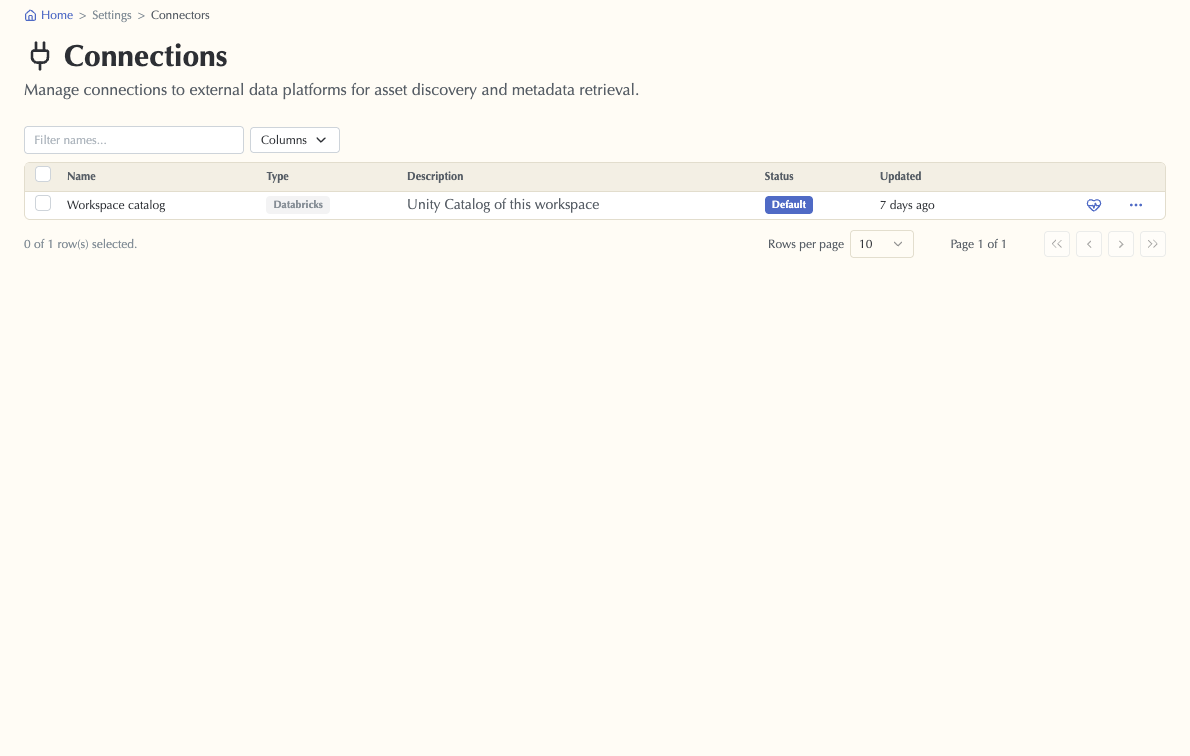 Home > Settings > Connectors
Connections
Manage connections to external data platforms for asset discovery and metadata retrieval.
Filter names...
Columns
Name Type Description Status Updated
Workspace catalog Databricks Unity Catalog of this workspace Default 7 days ago
0 of 1 row(s) selected.
Rows per page 10 Page 1 of 1